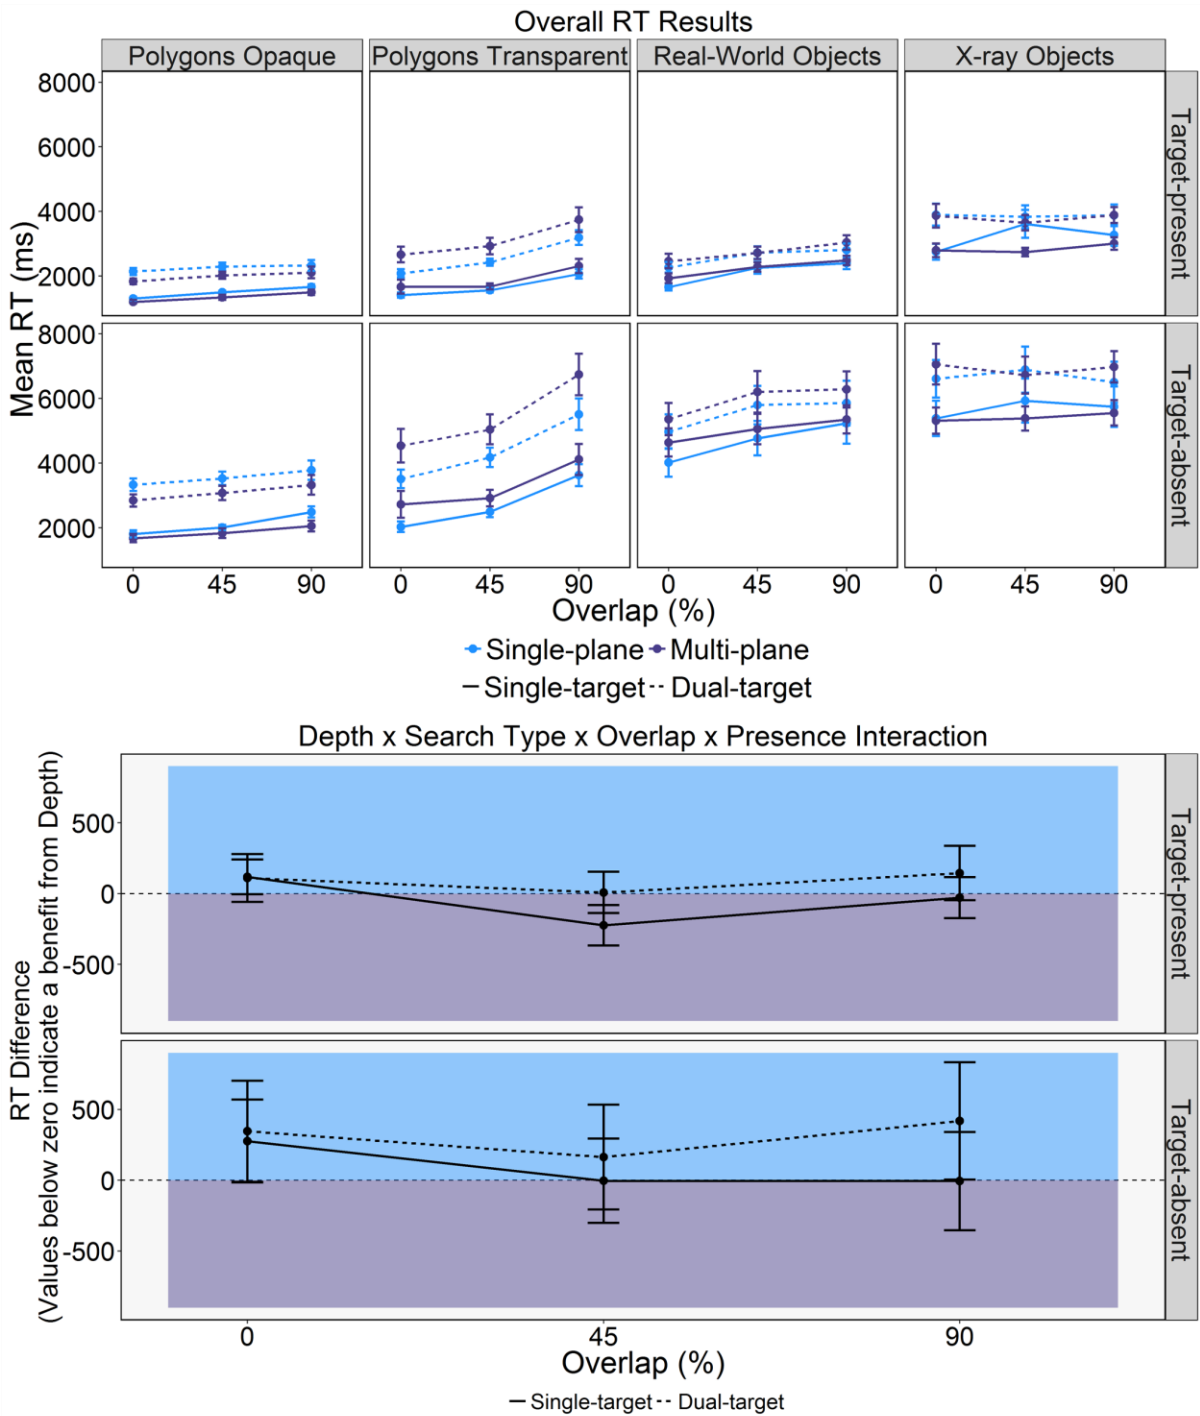 Overall RT Results
Polygons Opaque Polygons Transparent Real-World Objects X-ray Objects
Mean RT (ms)
8000
6000
4000
2000
Target-present
8000
6000
4000
2000
Target-absent
0 45 90 0 45 90 0 45 90 0 45 90
Overlap (%)
Single-plane Multi-plane
Single-target Dual-target
Depth x Search Type x Overlap x Presence Interaction
RT Difference
(Values below zero indicate a benefit from Depth)
500
0
-500
Target-present
500
0
-500
Target-absent
0 45 90
Overlap (%)
Single-target Dual-target